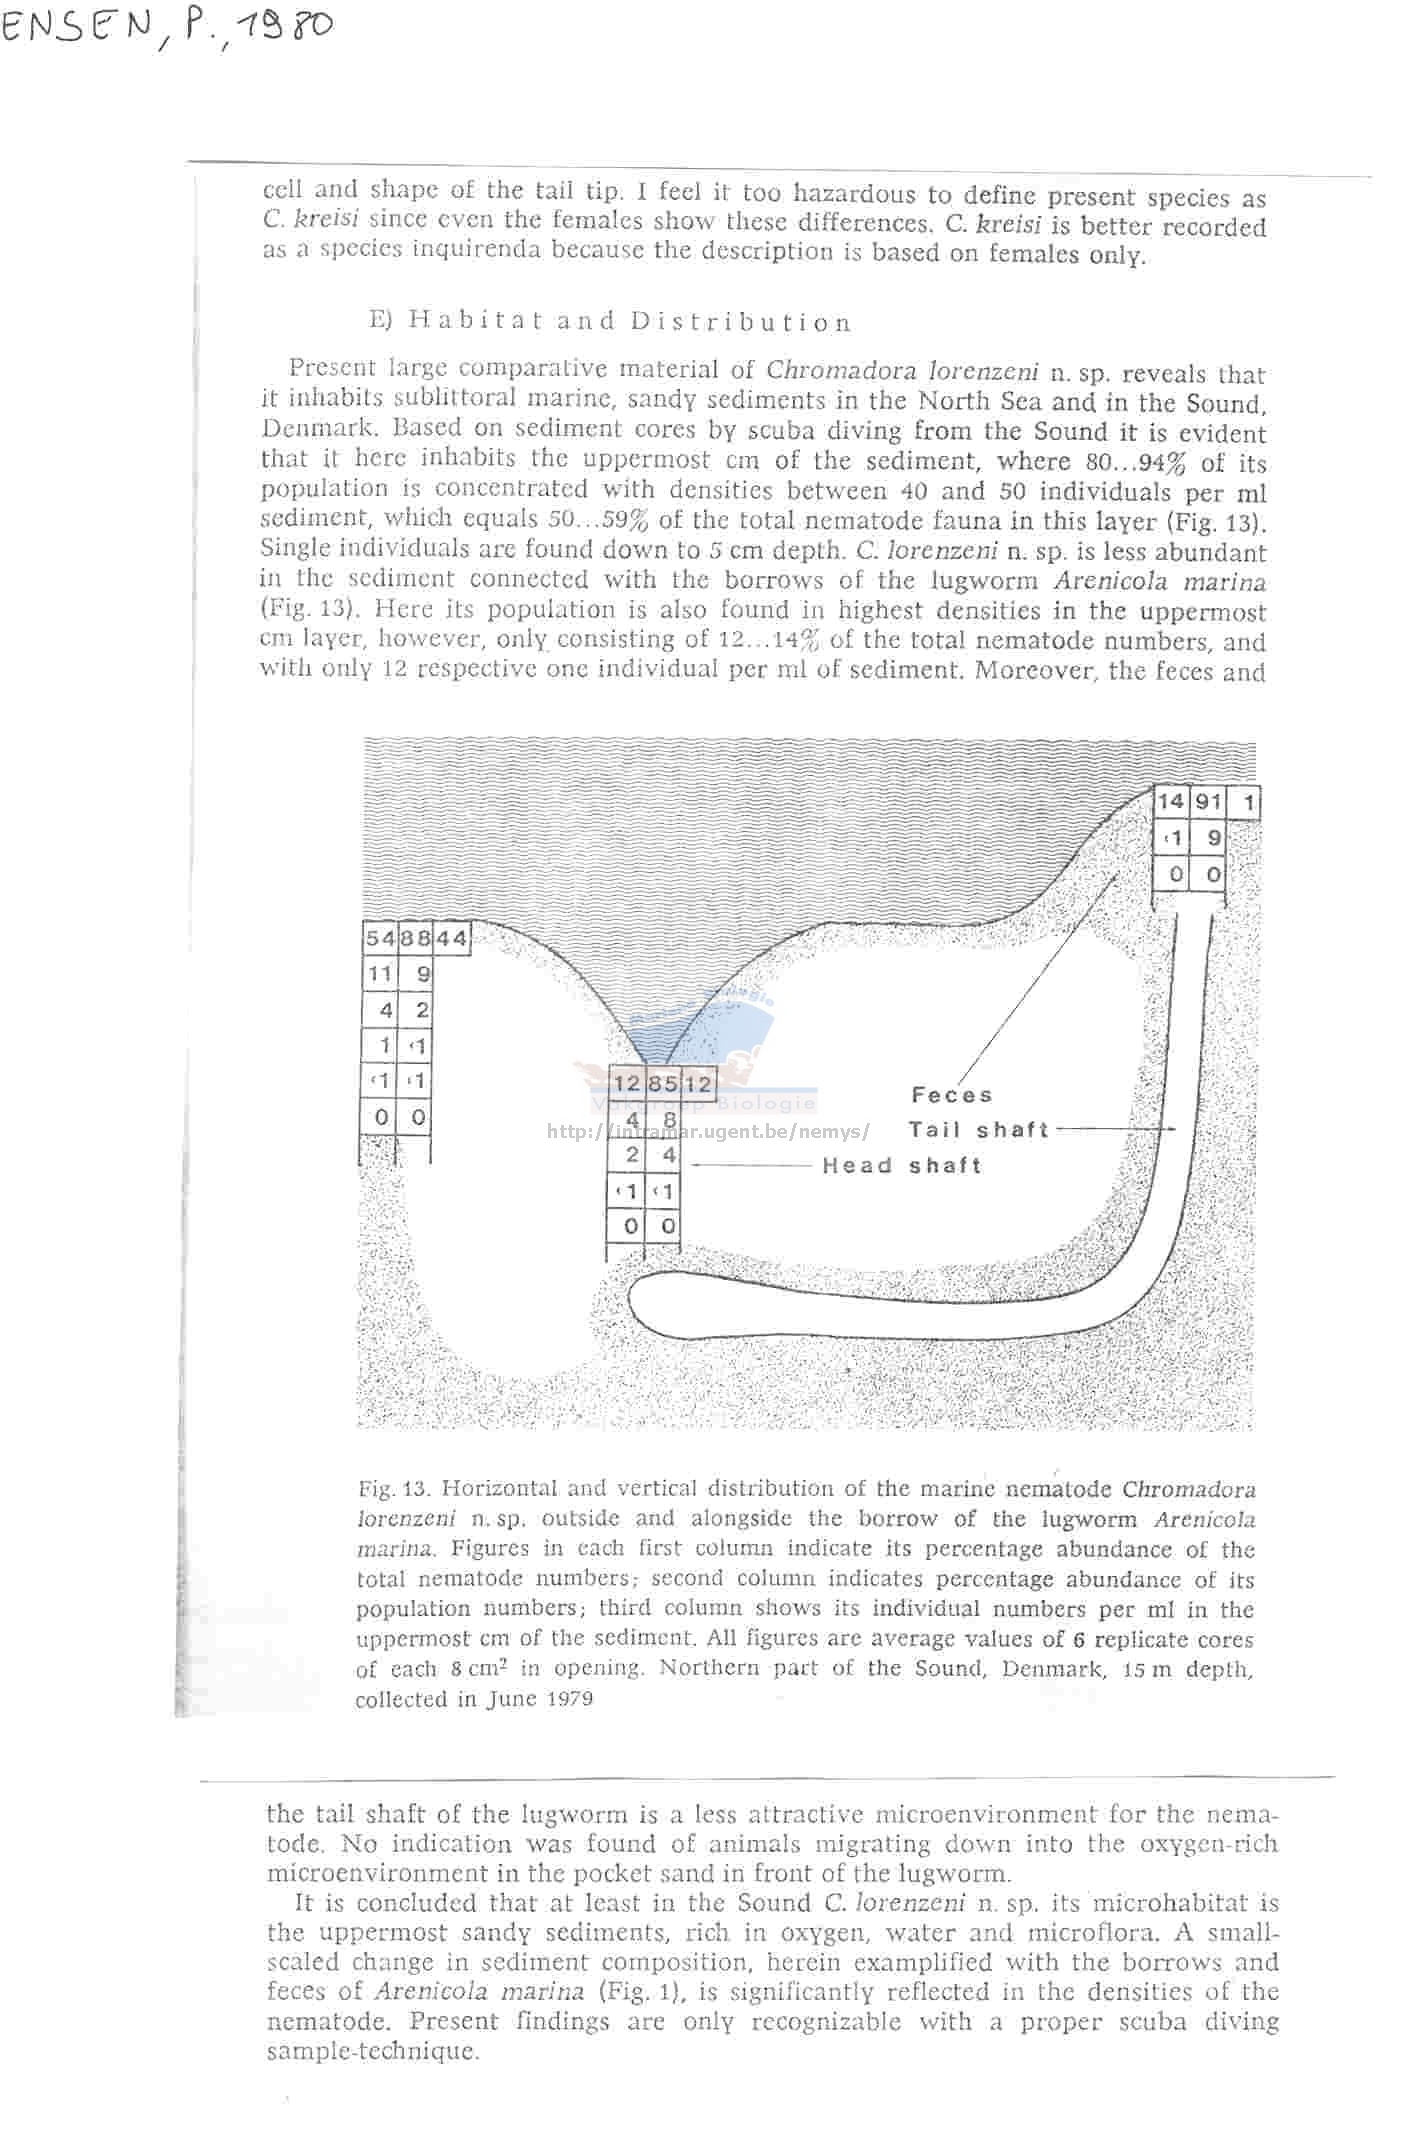 ENSEN, P., 1980
cell and shape of the tail tip. I feel it too hazardous to define present species as
C. kreisi since even the females show these differences. C. kreisi is better recorded
as a species inquirenda because the description is based on females only.
E) Habitat and Distribution
Present large comparative material of Chromadora lorenzeni n. sp. reveals that
it inhabits sublittoral marine, sandy sediments in the North Sea and in the Sound,
Denmark. Based on sediment cores by scuba diving from the Sound it is evident
that it here inhabits the uppermost cm of the sediment, where 80...94% of its
population is concentrated with densities between 40 and 50 individuals per ml
sediment, which equals 50...59% of the total nematode fauna in this layer (Fig. 13).
Single individuals are found down to 5 cm depth. C. lorenzeni n. sp. is less abundant
in the sediment connected with the borrows of the lugworm Arenicola marina
(Fig. 13). Here its population is also found in highest densities in the uppermost
cm layer, however, only consisting of 12...14% of the total nematode numbers, and
with only 12 respective one individual per ml of sediment. Moreover, the feces and
14 91 1
‹1 9
0 0
54 88 44
11 9
4 2
1 ‹1
‹1 ‹1
0 0
Mariene Biologie
12 85 12
Vakgroep Biologie
4 8
http://intramar.ugent.be/nemys/
2 4
‹1 ‹1
0 0
Feces
Tail shaft
Head shaft
Fig. 13. Horizontal and vertical distribution of the marine nematode Chromadora
lorenzeni n. sp. outside and alongside the borrow of the lugworm Arenicola
marina. Figures in each first column indicate its percentage abundance of the
total nematode numbers; second column indicates percentage abundance of its
population numbers; third column shows its individual numbers per ml in the
uppermost cm of the sediment. All figures are average values of 6 replicate cores
of each 8 cm² in opening. Northern part of the Sound, Denmark, 15 m depth,
collected in June 1979
the tail shaft of the lugworm is a less attractive microenvironment for the nema-
tode. No indication was found of animals migrating down into the oxygen-rich
microenvironment in the pocket sand in front of the lugworm.
It is concluded that at least in the Sound C. lorenzeni n. sp. its microhabitat is
the uppermost sandy sediments, rich in oxygen, water and microflora. A small-
scaled change in sediment composition, herein examplified with the borrows and
feces of Arenicola marina (Fig. 1), is significantly reflected in the densities of the
nematode. Present findings are only recognizable with a proper scuba diving
sample-technique.